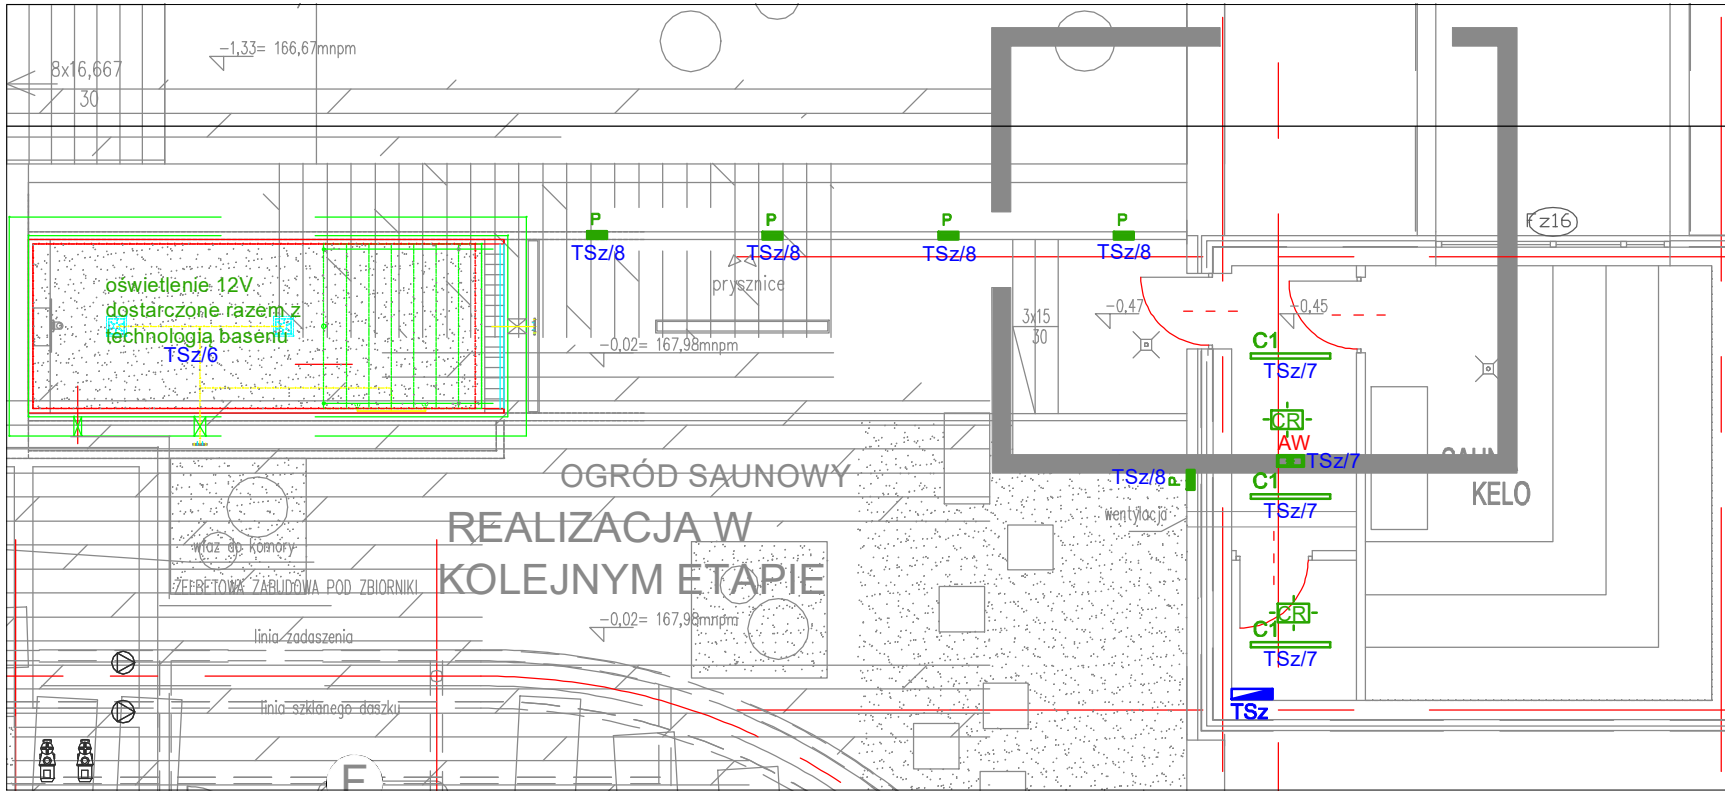 -1,33= 166,67mnpm
8x16,667
30
Fz16
P
P
P
P
TSz/8
TSz/8
TSz/8
TSz/8
oświetlenie 12V
dostarczone razem z
technologią basenu
TSz/6
prysznice
-0,02= 167,98mnpm
3x15
30
-0,47
-0,45
C1
TSz/7
CR
AW
TSz/7
TSz/8
P
C1
TSz/7
KELO
OGRÓD SAUNOWY
REALIZACJA W
KOLEJNYM ETAPIE
wentylacja
właz do komory
ŻELBETOWA ZABUDOWA POD ZBIORNIKI
-0,02= 167,98mnpm
linia zadaszenia
linia szklanego daszku
CR
C1
TSz/7
TSz